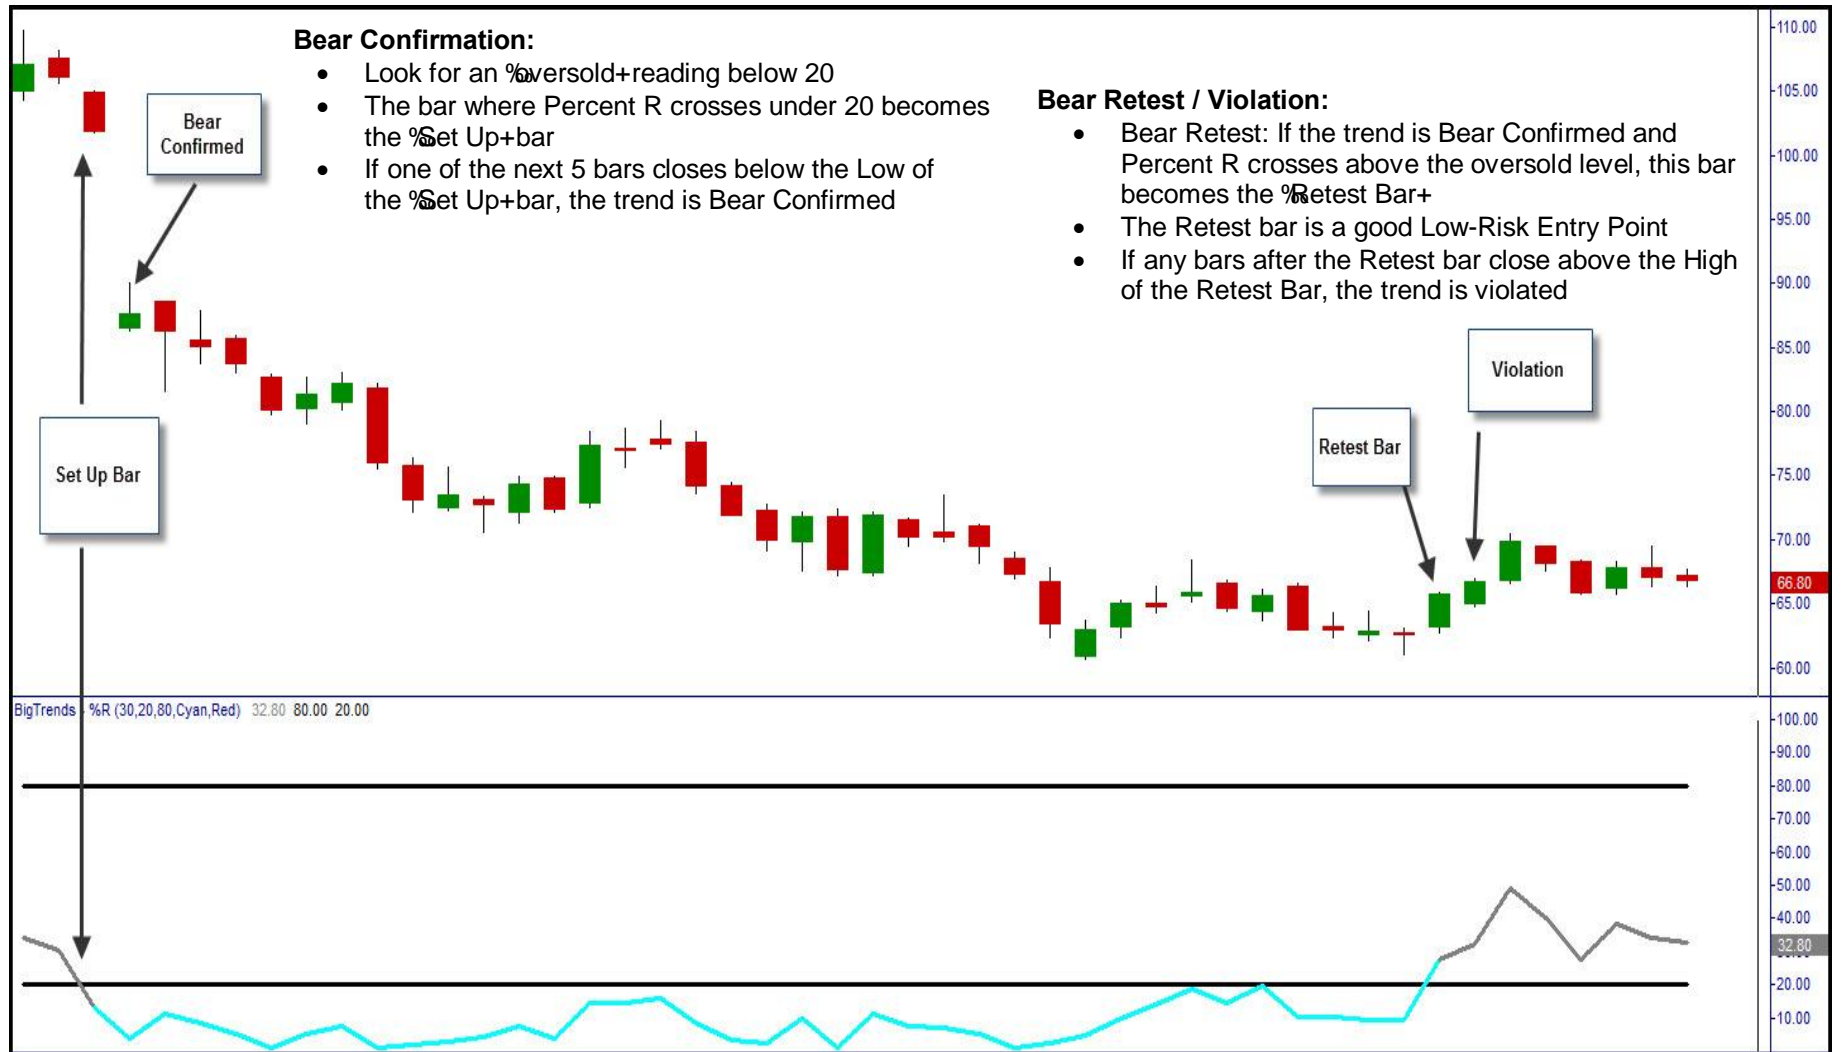 Bear Confirmation:
• Look for an %oversold+reading below 20
• The bar where Percent R crosses under 20 becomes
the %Set Up+bar
• If one of the next 5 bars closes below the Low of
the %Set Up+bar, the trend is Bear Confirmed
Bear Retest / Violation:
• Bear Retest: If the trend is Bear Confirmed and
Percent R crosses above the oversold level, this bar
becomes the %Retest Bar+
• The Retest bar is a good Low-Risk Entry Point
• If any bars after the Retest bar close above the High
of the Retest Bar, the trend is violated
Bear
Confirmed
Set Up Bar
Retest Bar
Violation
110.00
105.00
100.00
95.00
90.00
85.00
80.00
75.00
70.00
66.80
65.00
60.00
BigTrends %R (30,20,80,Cyan,Red) 32.80 80.00 20.00
100.00
90.00
80.00
70.00
60.00
50.00
40.00
32.80
20.00
10.00